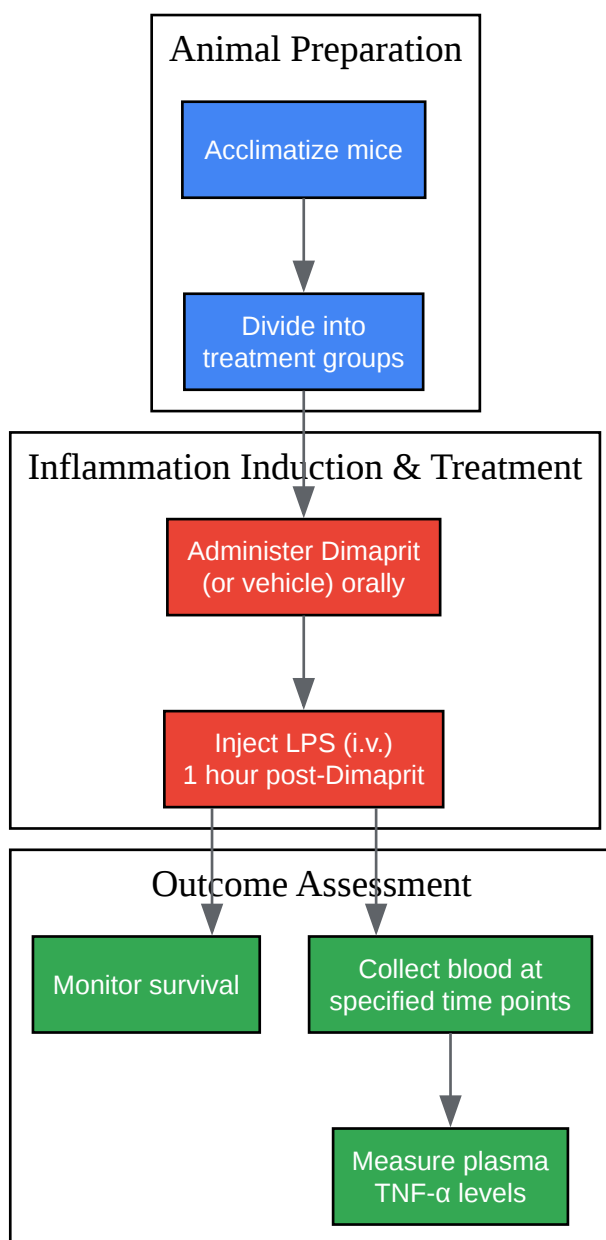 Animal Preparation
Acclimatize mice
Divide into
treatment groups
Inflammation Induction & Treatment
Administer Dimaprit
(or vehicle) orally
Inject LPS (i.v.)
1 hour post-Dimaprit
Outcome Assessment
Monitor survival
Collect blood at
specified time points
Measure plasma
TNF-α levels